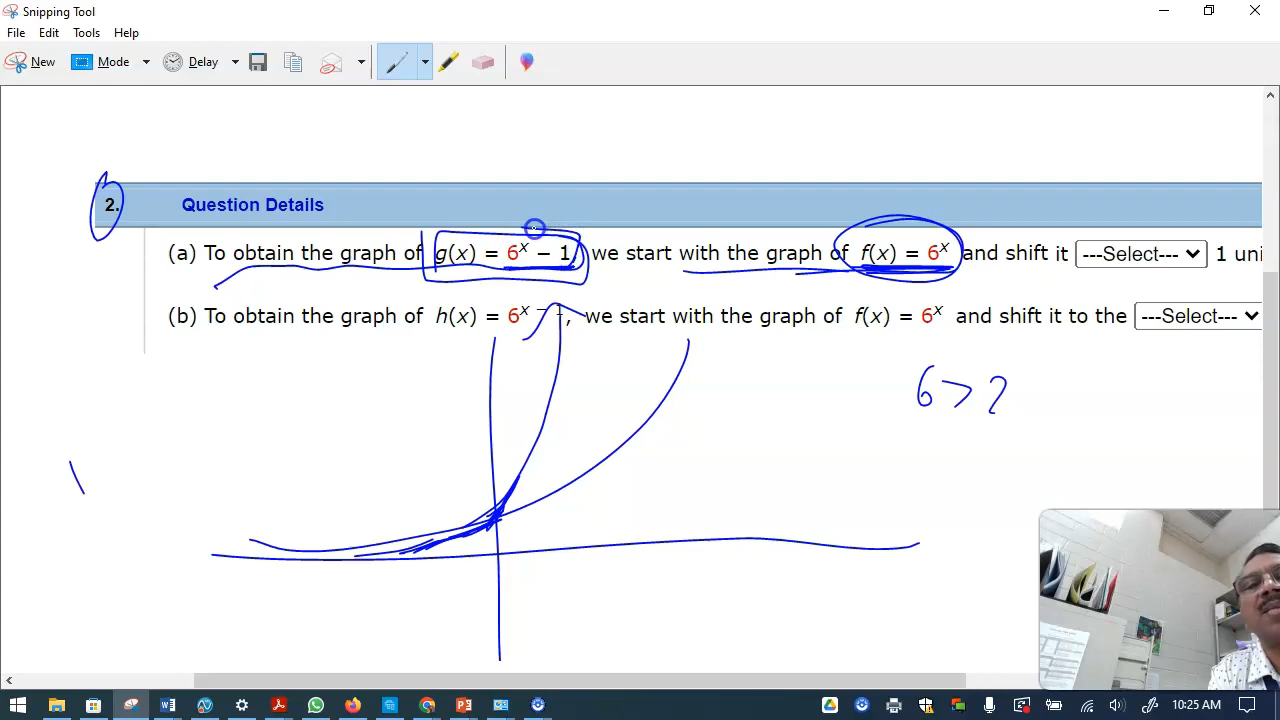 Snipping Tool
File Edit Tools Help
New Mode Delay
2. Question Details
(a) To obtain the graph of g(x) = 6^x − 1, we start with the graph of f(x) = 6^x and shift it ---Select--- 1 uni
(b) To obtain the graph of h(x) = 6^x − 1, we start with the graph of f(x) = 6^x and shift it to the ---Select---
6 > 2
10:25 AM